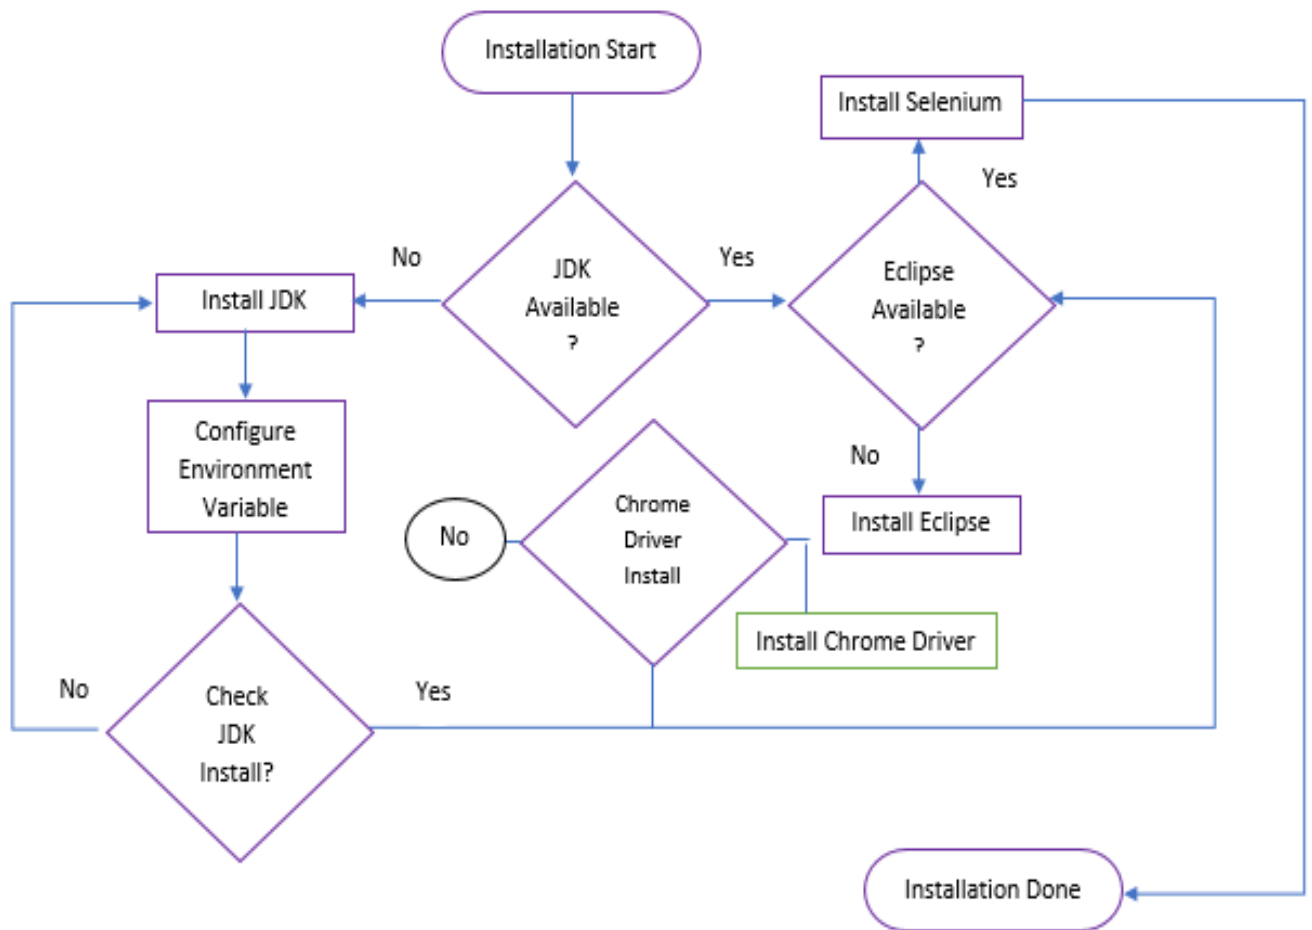 Installation Start
Install Selenium
Yes
No
Yes
JDK
Available
?
Eclipse
Available
?
Install JDK
Configure
Environment
Variable
No
Chrome
Driver
Install
No
Install Eclipse
Install Chrome Driver
No
Check
JDK
Install?
Yes
Installation Done